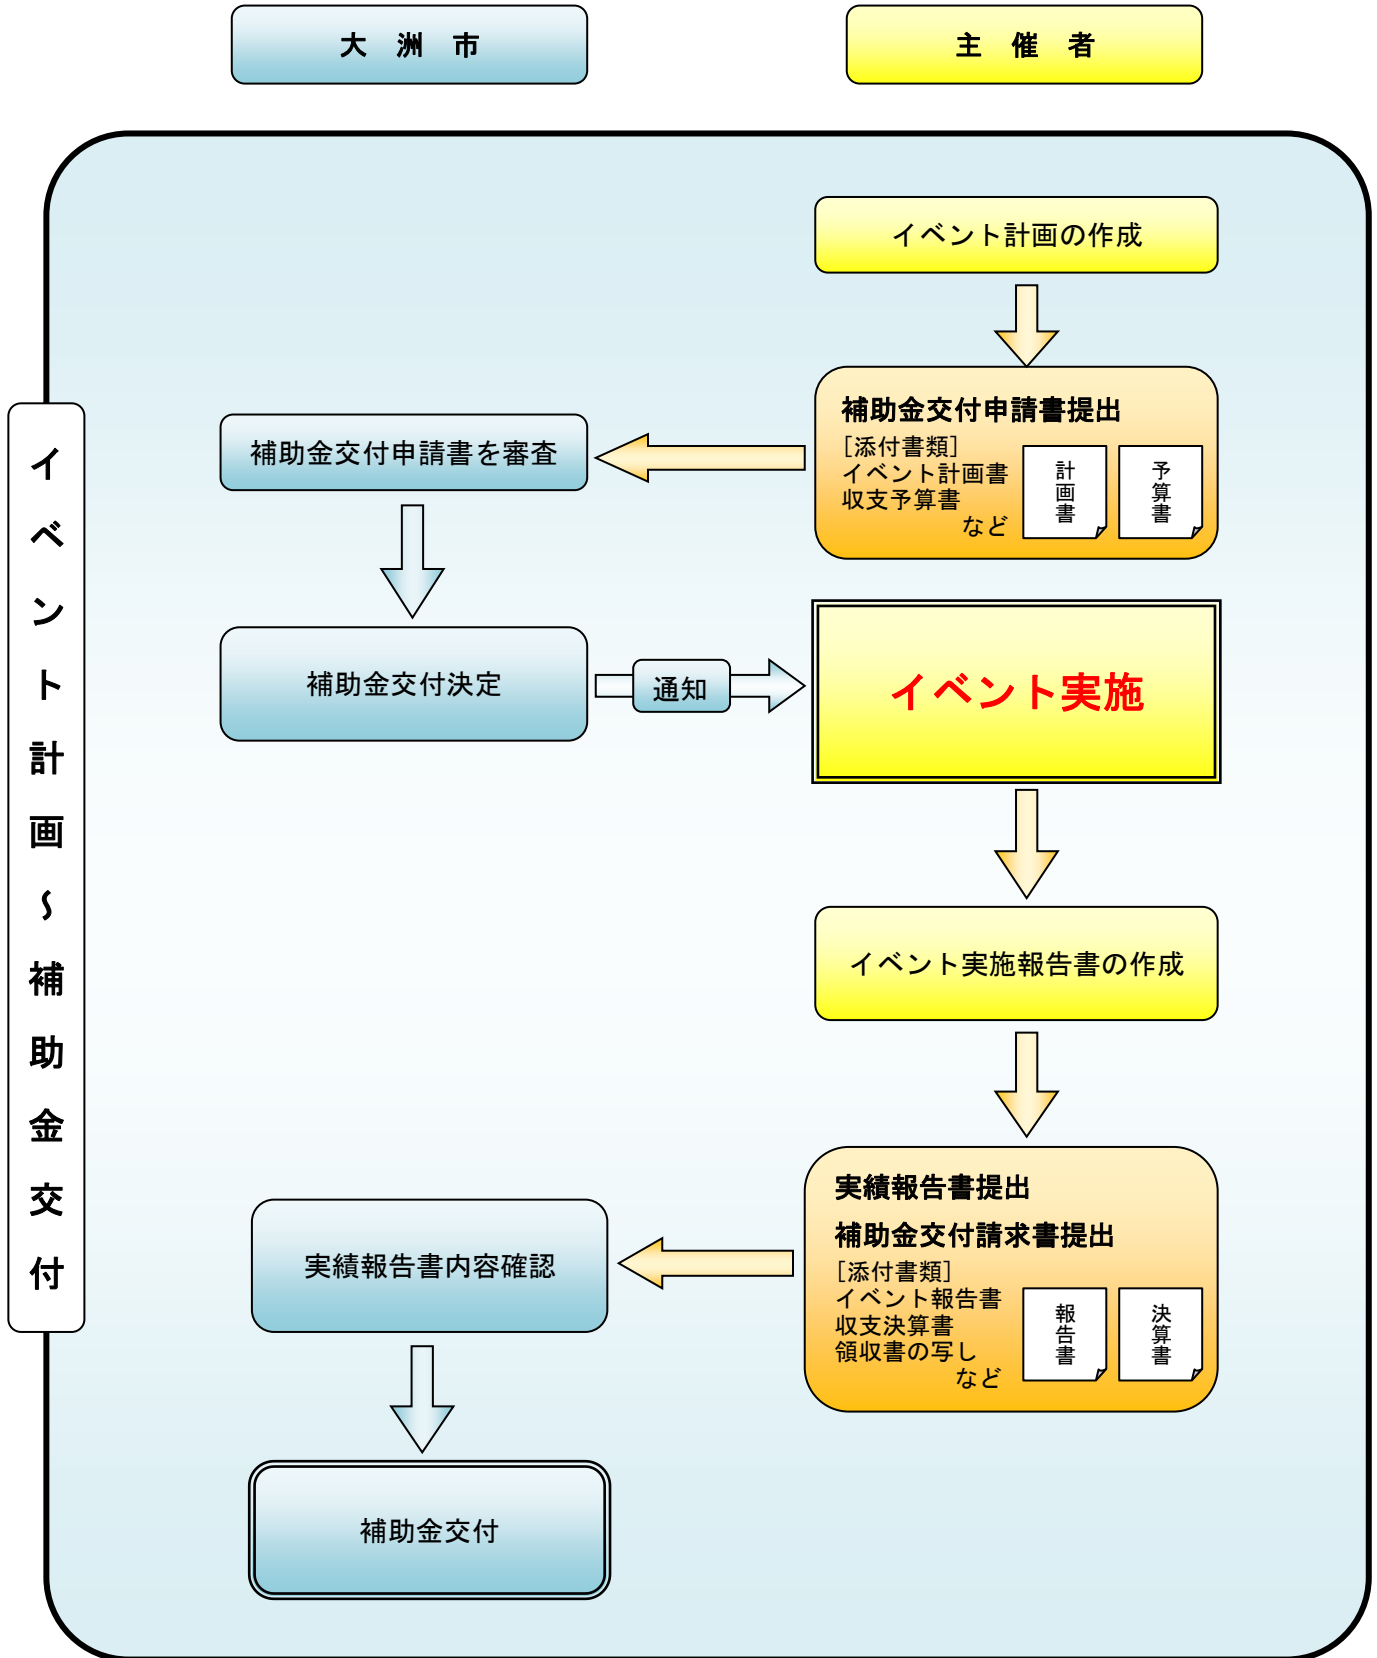 大　洲　市
主　催　者
イベント計画～補助金交付
イベント計画の作成
補助金交付申請書提出
［添付書類］
イベント計画書
収支予算書
など
計画書
予算書
補助金交付申請書を審査
補助金交付決定
通知
イベント実施
イベント実施報告書の作成
実績報告書提出
補助金交付請求書提出
［添付書類］
イベント報告書
収支決算書
領収書の写し
など
報告書
決算書
実績報告書内容確認
補助金交付